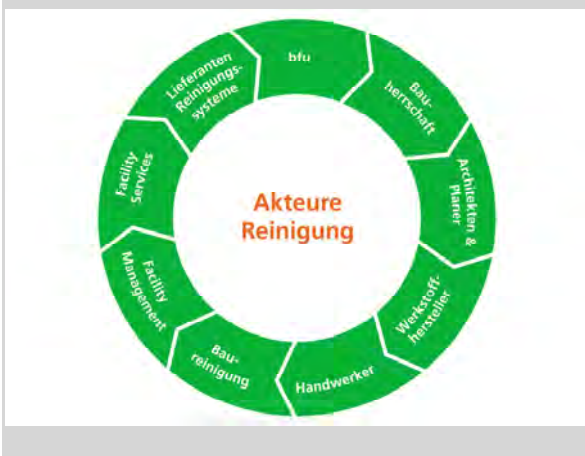 bfu
Bau-
herrschaft
Architekten &
Planer
Werkstoff-
hersteller
Handwerker
Bau-
reinigung
Facility
Management
Facility
Services
Lieferanten
Reinigungs-
systeme
Akteure
Reinigung